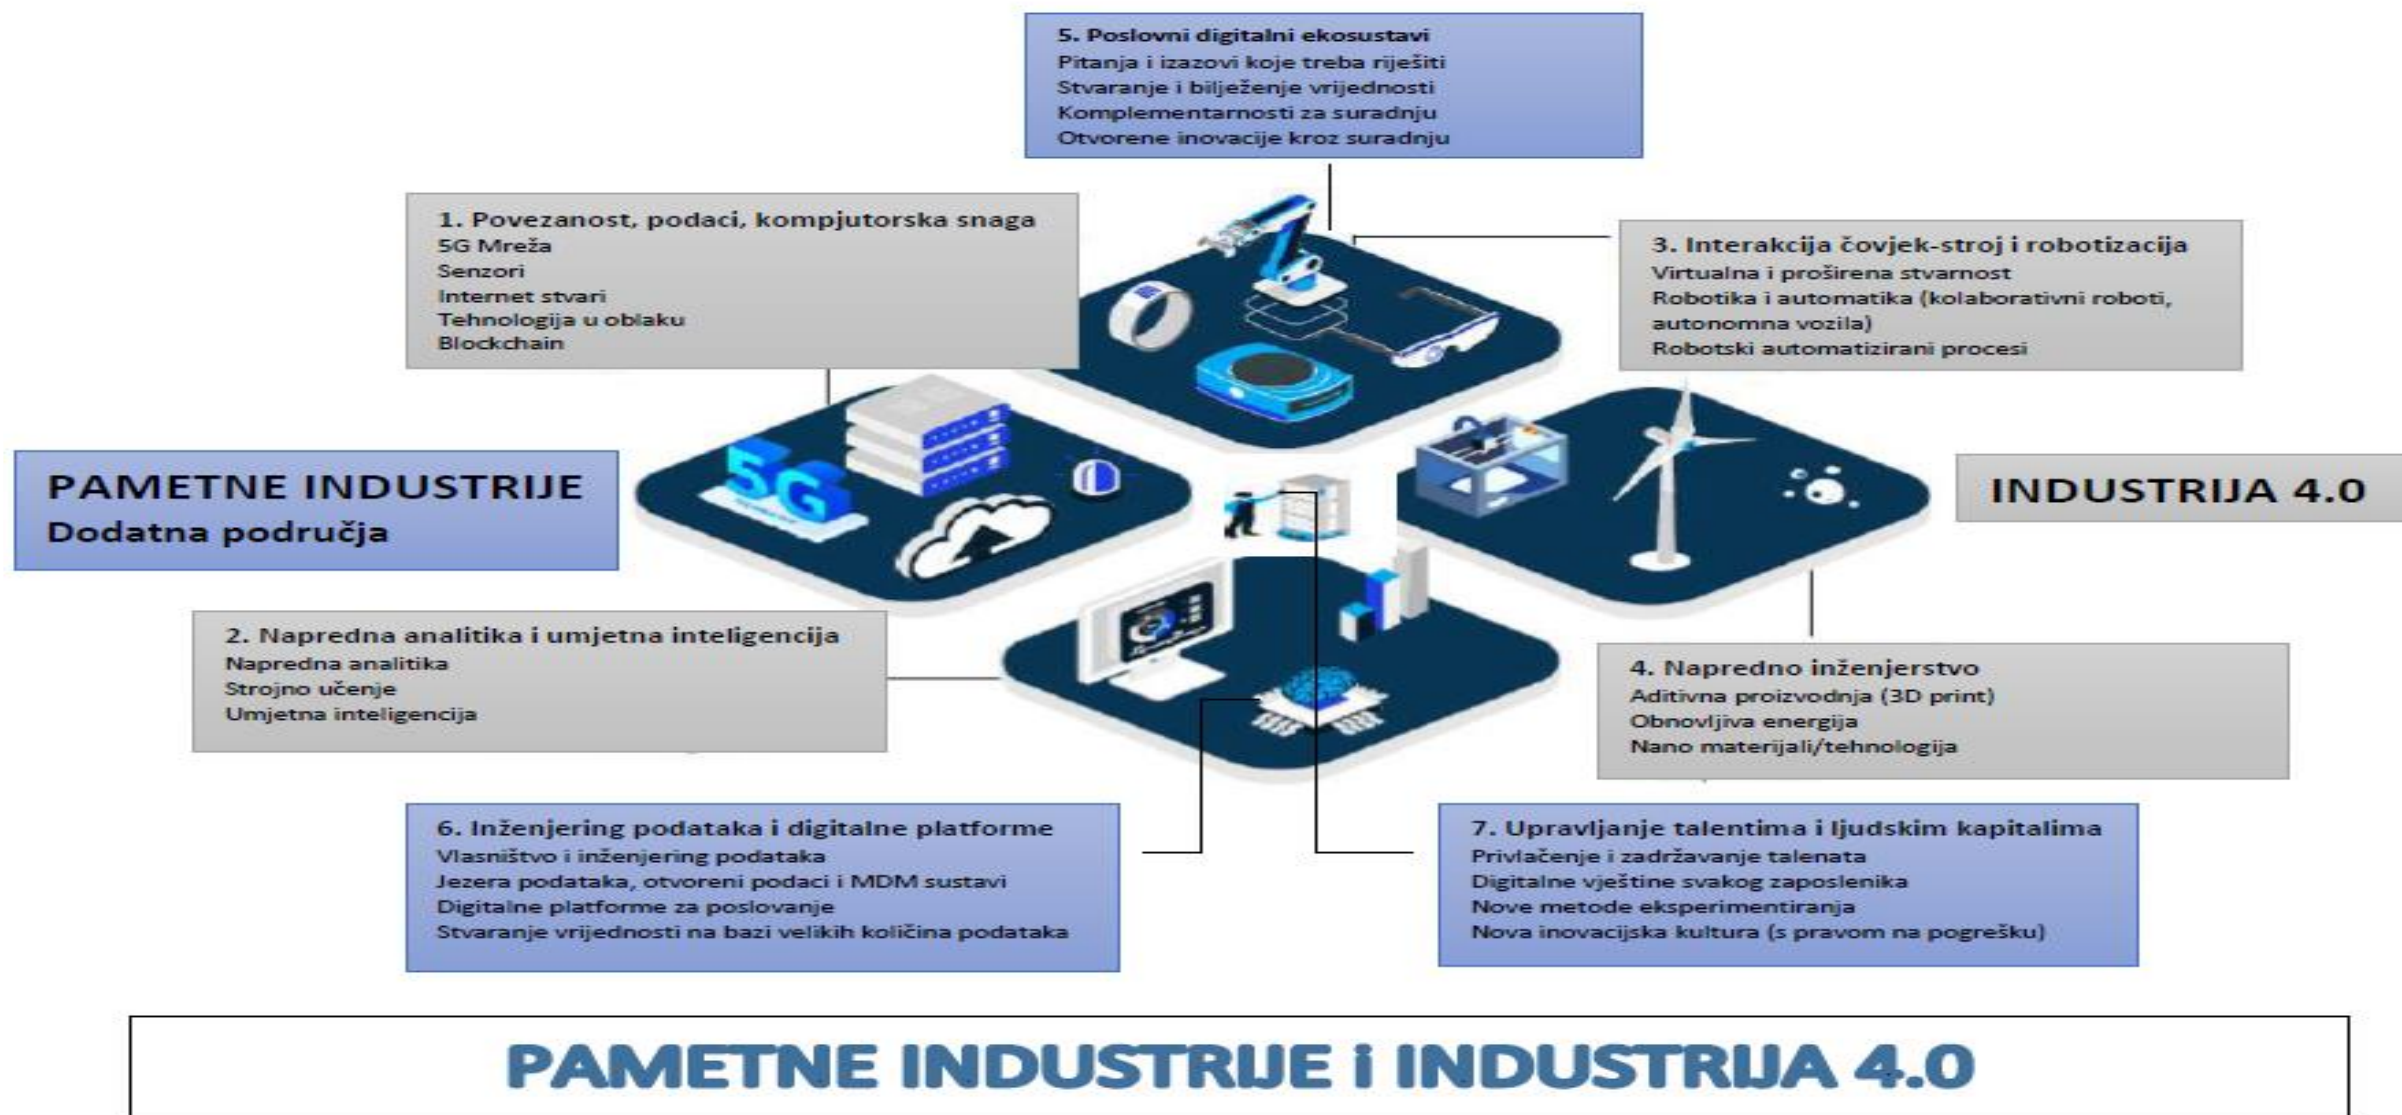 5. Poslovni digitalni ekosustavi
Pitanja i izazovi koje treba riješiti
Stvaranje i bilježenje vrijednosti
Komplementarnosti za suradnju
Otvorene inovacije kroz suradnju
1. Povezanost, podaci, kompjutorska snaga
5G Mreža
Senzori
Internet stvari
Tehnologija u oblaku
Blockchain
3. Interakcija čovjek-stroj i robotizacija
Virtualna i proširena stvarnost
Robotika i automatika (kolaborativni roboti,
autonomna vozila)
Robotski automatizirani procesi
5G
PAMETNE INDUSTRIJE
Dodatna područja
INDUSTRIJA 4.0
2. Napredna analitika i umjetna inteligencija
Napredna analitika
Strojno učenje
Umjetna inteligencija
4. Napredno inženjerstvo
Aditivna proizvodnja (3D print)
Obnovljiva energija
Nano materijali/tehnologija
6. Inženjering podataka i digitalne platforme
Vlasništvo i inženjering podataka
Jezera podataka, otvoreni podaci i MDM sustavi
Digitalne platforme za poslovanje
Stvaranje vrijednosti na bazi velikih količina podataka
7. Upravljanje talentima i ljudskim kapitalima
Privlačenje i zadržavanje talenata
Digitalne vještine svakog zaposlenika
Nove metode eksperimentiranja
Nova inovacijska kultura (s pravom na pogrešku)
PAMETNE INDUSTRIJE i INDUSTRIJA 4.0